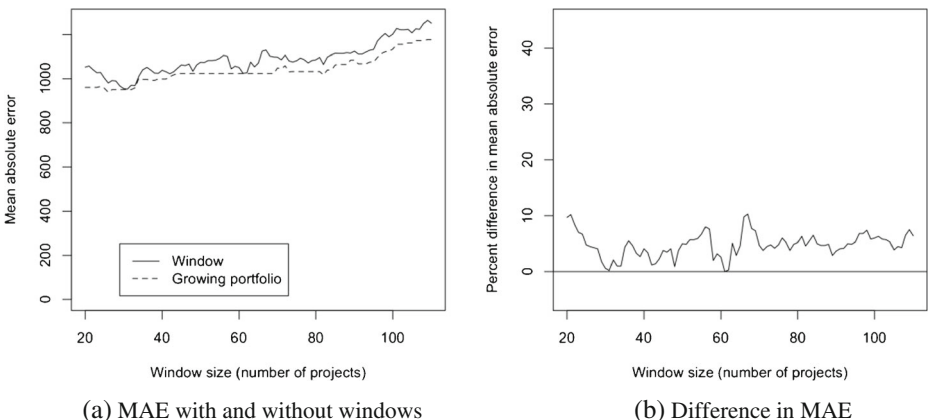 Mean absolute error
1000
800
600
400
200
0
Window
Growing portfolio
20 40 60 80 100
Window size (number of projects)
(a) MAE with and without windows
Percent difference in mean absolute error
40
30
20
10
0
20 40 60 80 100
Window size (number of projects)
(b) Difference in MAE